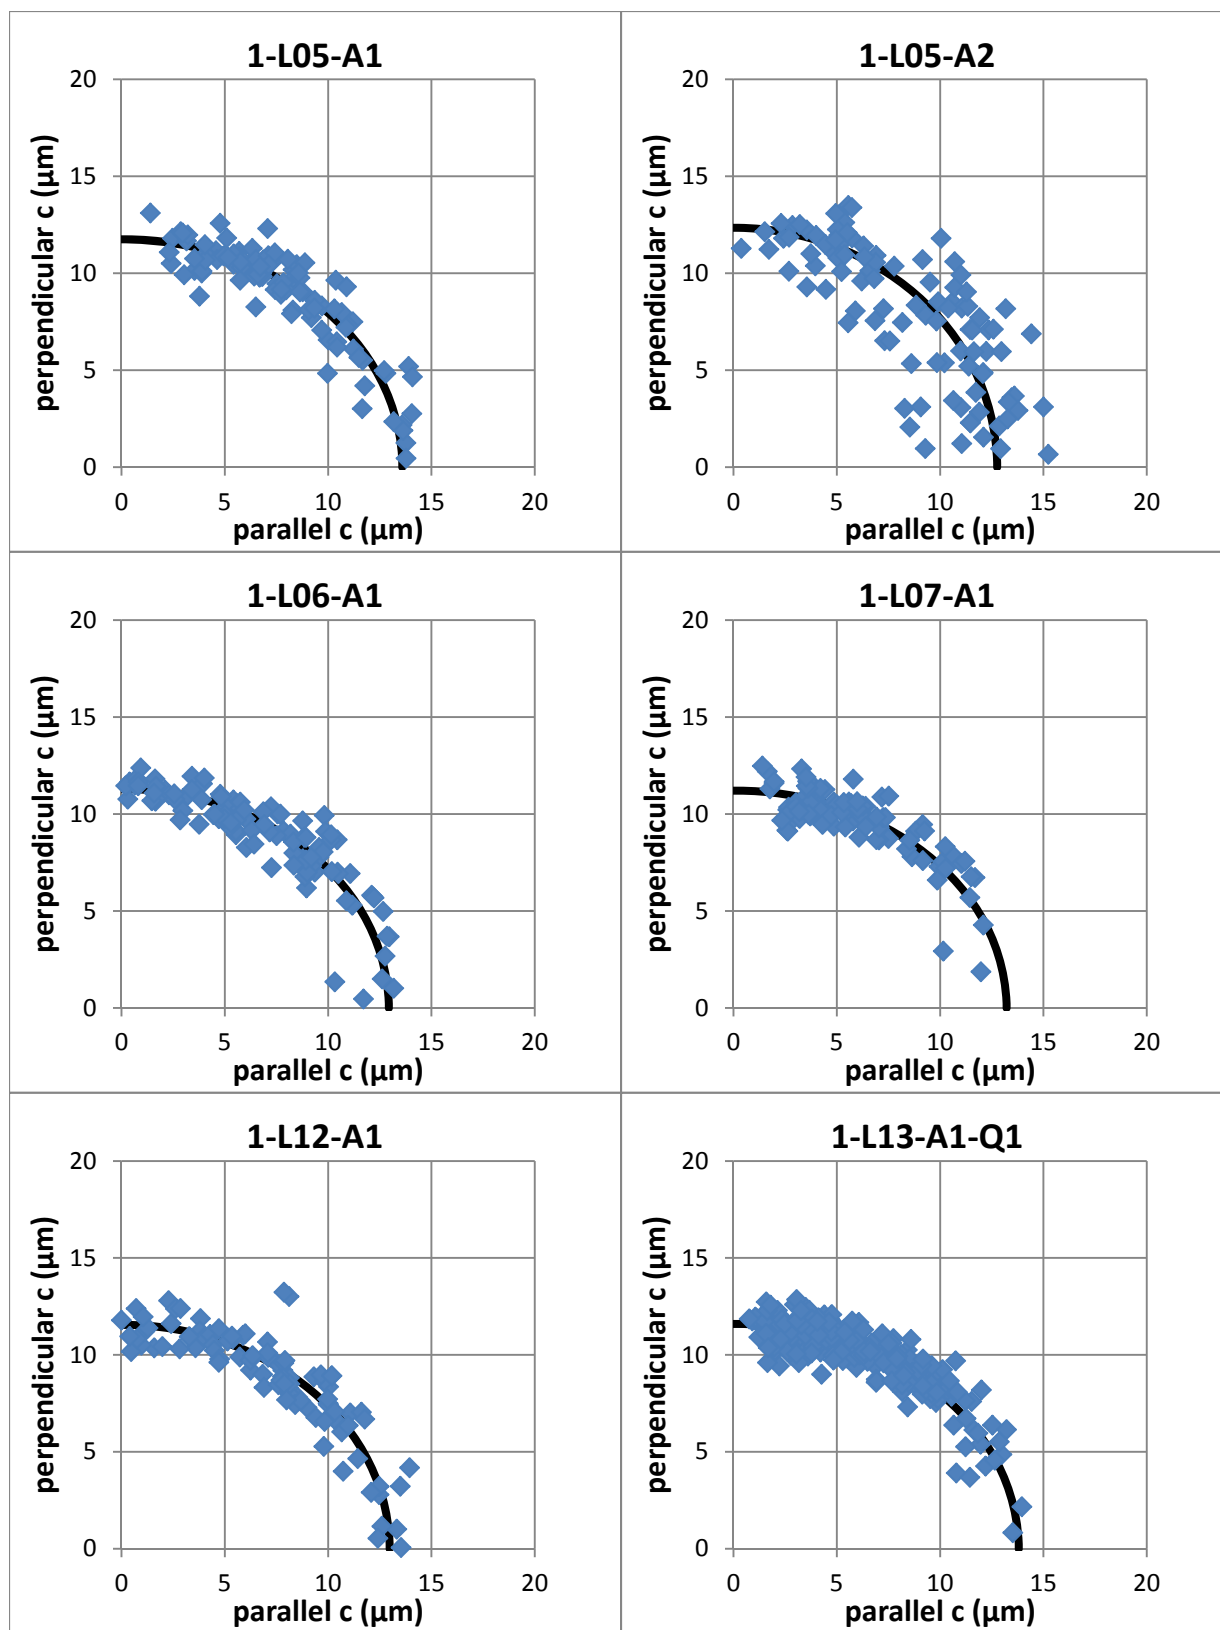 1-L05-A1
20
15
10
5
0
perpendicular c (µm)
0 5 10 15 20
parallel c (µm)
1-L05-A2
20
15
10
5
0
perpendicular c (µm)
0 5 10 15 20
parallel c (µm)
1-L06-A1
20
15
10
5
0
perpendicular c (µm)
0 5 10 15 20
parallel c (µm)
1-L07-A1
20
15
10
5
0
perpendicular c (µm)
0 5 10 15 20
parallel c (µm)
1-L12-A1
20
15
10
5
0
perpendicular c (µm)
0 5 10 15 20
parallel c (µm)
1-L13-A1-Q1
20
15
10
5
0
perpendicular c (µm)
0 5 10 15 20
parallel c (µm)